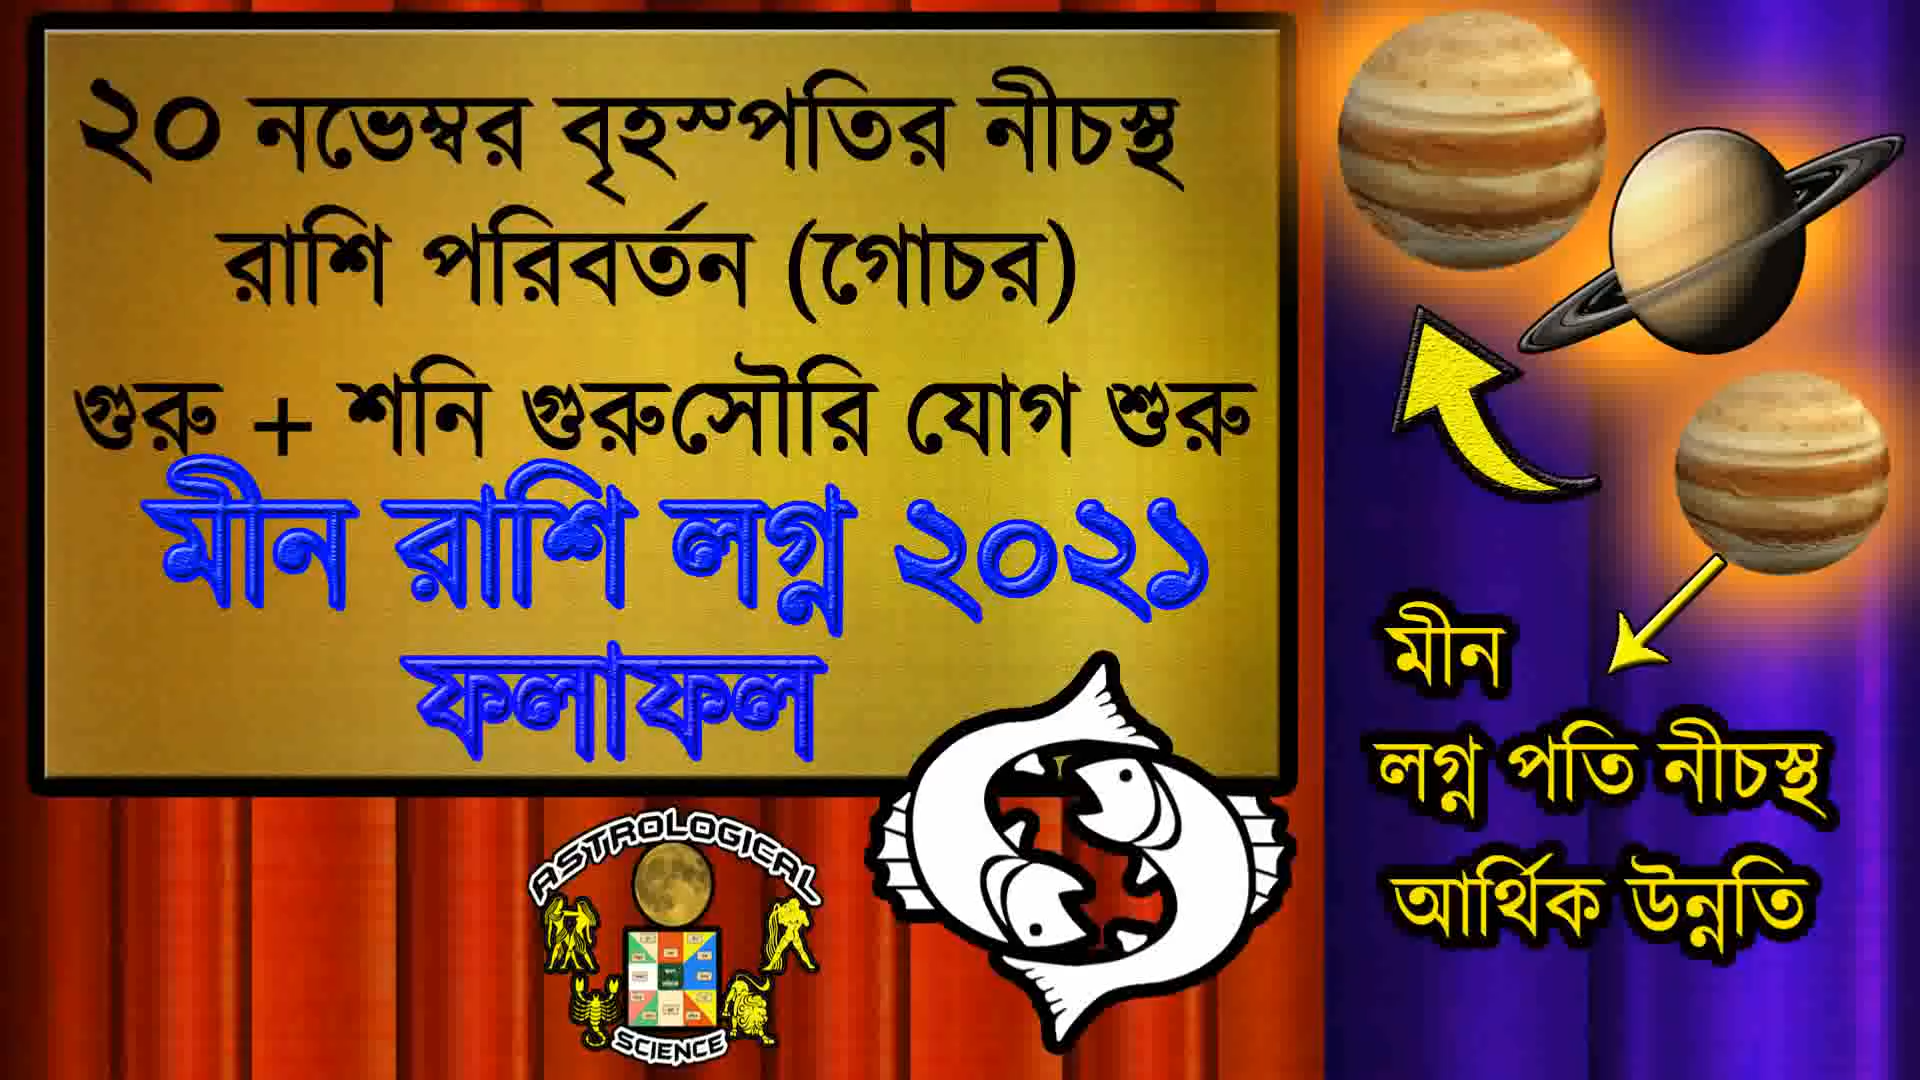 ২০ নভেম্বর বৃহস্পতির নীচস্থ
রাশি পরিবর্তন (গোচর)
গুরু + শনি গুরুসৌরি যোগ শুরু
মীন রাশি লগ্ন ২০২১
ফলাফল
মীন
লগ্ন পতি নীচস্থ
আর্থিক উন্নতি
ASTROLOGICAL
SCIENCE